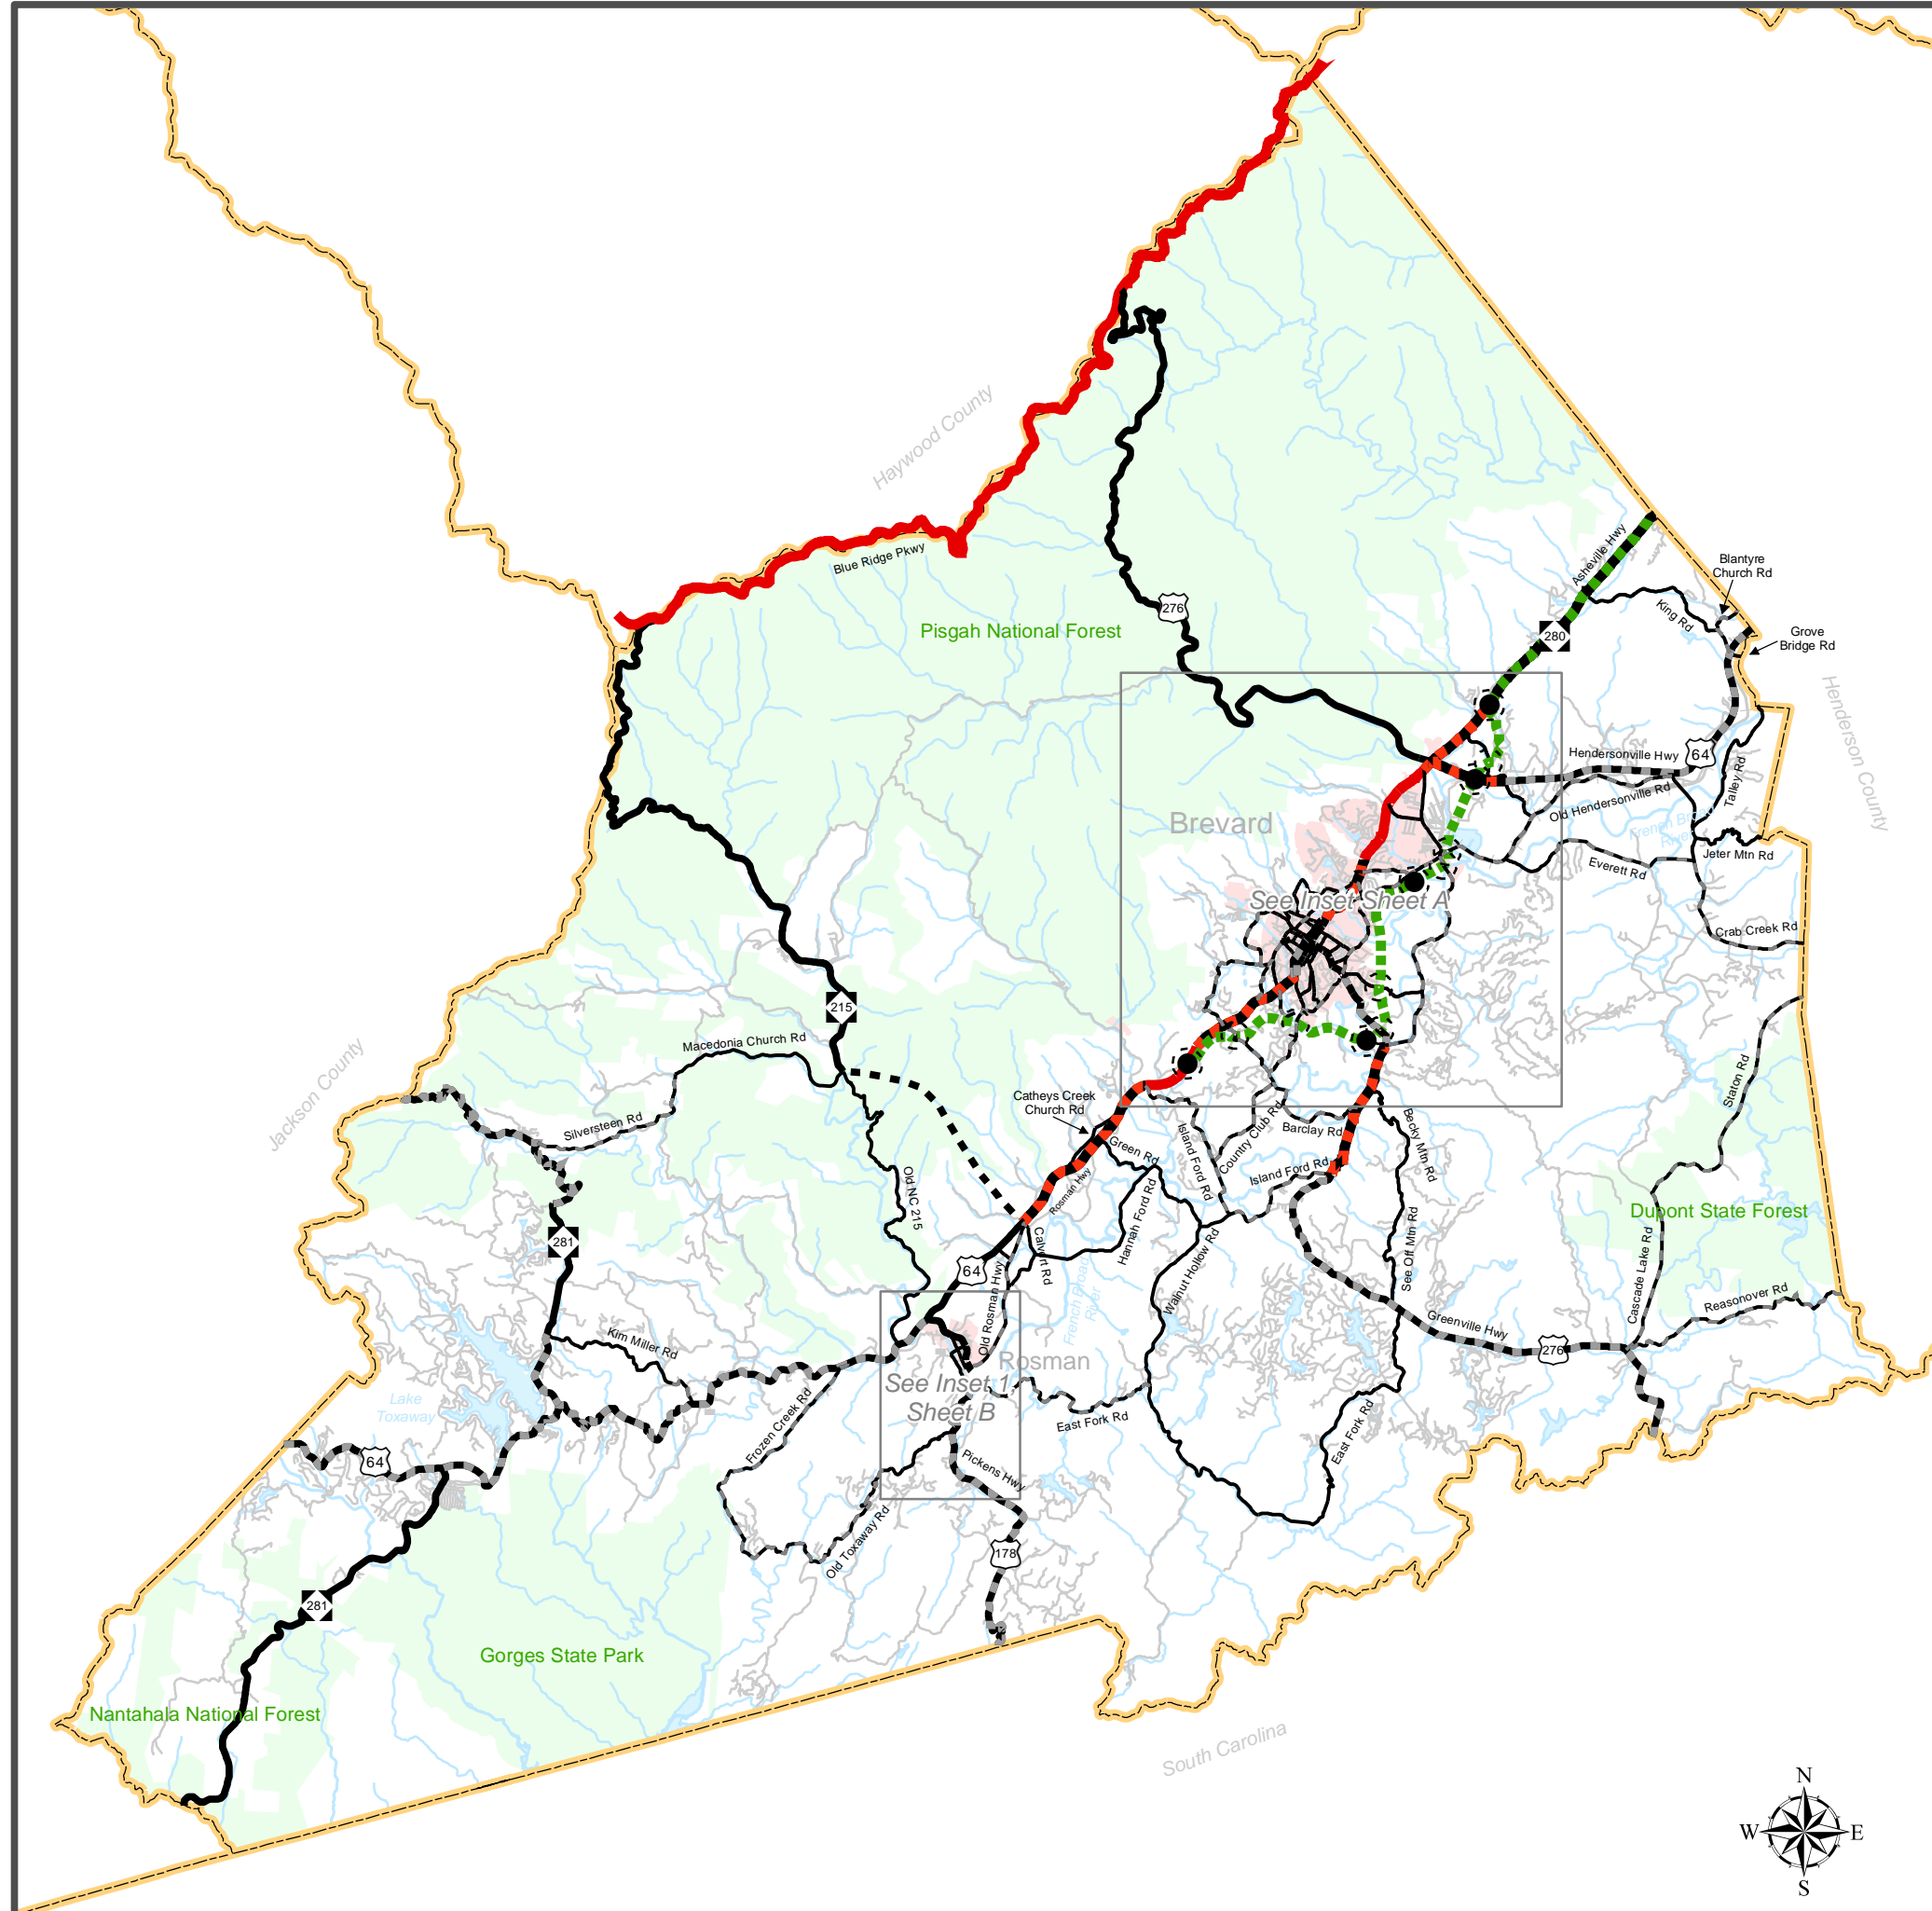 Haywood County
Blue Ridge Pkwy
Asheville Hwy
Blantyre
Church Rd
276
Pisgah National Forest
King Rd
280
Grove
Bridge Rd
Henderson County
Hendersonville Hwy
64
Talley Rd
Old Hendersonville Rd
Brevard
Jeter Mtn Rd
Everett Rd
See Inset Sheet A
Crab Creek Rd
215
Macedonia Church Rd
Jackson County
Silversteen Rd
Catheys Creek
Church Rd
Green Rd
Rosman Hwy
Island Ford Rd
Country Club Rd
Barclay Rd
Becky Mtn Rd
Staton Rd
Island Ford Rd
Old NC 215
Hannah Ford Rd
Dupont State Forest
281
Calvert Rd
64
Walnut Hollow Rd
See Off Mtn Rd
Cascade Lake Rd
Reasonover Rd
Old Rosman Hwy
French Broad
River
Kim Miller Rd
Greenville Hwy
276
Rosman
See Inset 1,
Sheet B
Lake
Toxaway
Frozen Creek Rd
East Fork Rd
East Fork Rd
64
Pickens Hwy
Old Toxaway Rd
178
281
Gorges State Park
Nantahala National Forest
South Carolina
N
W
E
S